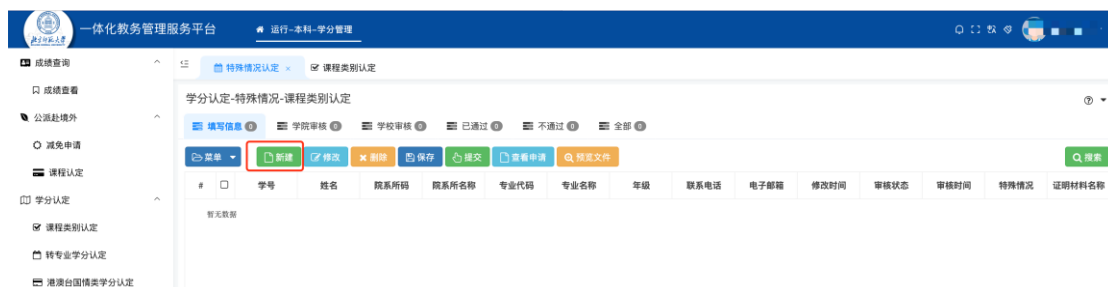 北京师范大学 一体化教务管理服务平台 运行-本科-学分管理
成绩查询
成绩查看
公派赴境外
减免申请
课程认定
学分认定
课程类别认定
转专业学分认定
港澳台国情类学分认定
特殊情况认定 × 课程类别认定
学分认定-特殊情况-课程类别认定
填写信息 0 学院审核 0 学校审核 0 已通过 0 不通过 0 全部 0
菜单 新建 修改 删除 保存 提交 查看申请 预览文件 搜索
# 学号 姓名 院系所码 院系所名称 专业代码 专业名称 年级 联系电话 电子邮箱 修改时间 审核状态 审核时间 特殊情况 证明材料名称
暂无数据